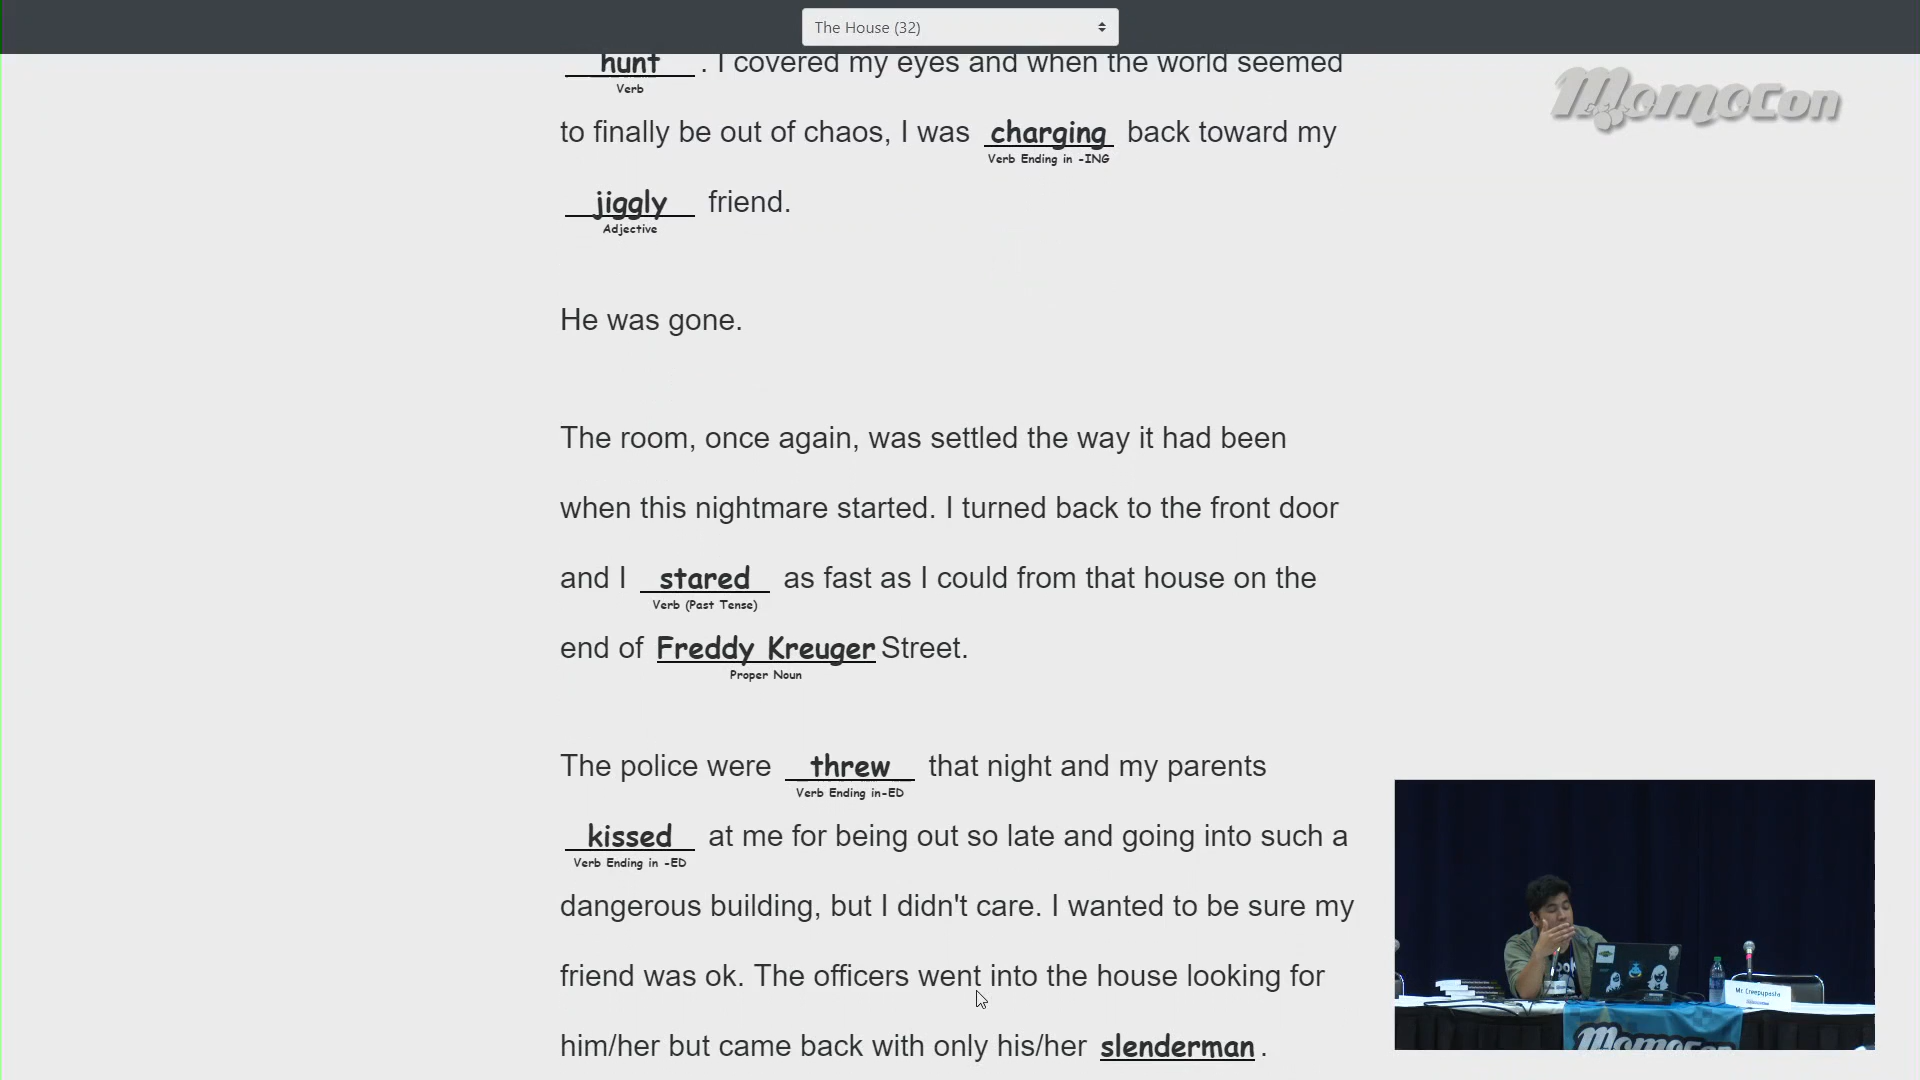 The House (32)
hunt . I covered my eyes and when the world seemed
Verb
MomoCon
to finally be out of chaos, I was charging back toward my
Verb Ending in -ING
jiggly friend.
Adjective
He was gone.
The room, once again, was settled the way it had been
when this nightmare started. I turned back to the front door
and I stared as fast as I could from that house on the
Verb (Past Tense)
end of Freddy Kreuger Street.
Proper Noun
The police were threw that night and my parents
Verb Ending in-ED
kissed at me for being out so late and going into such a
Verb Ending in -ED
dangerous building, but I didn't care. I wanted to be sure my
friend was ok. The officers went into the house looking for
him/her but came back with only his/her slenderman .
Mr Creepypasta
MomoCon